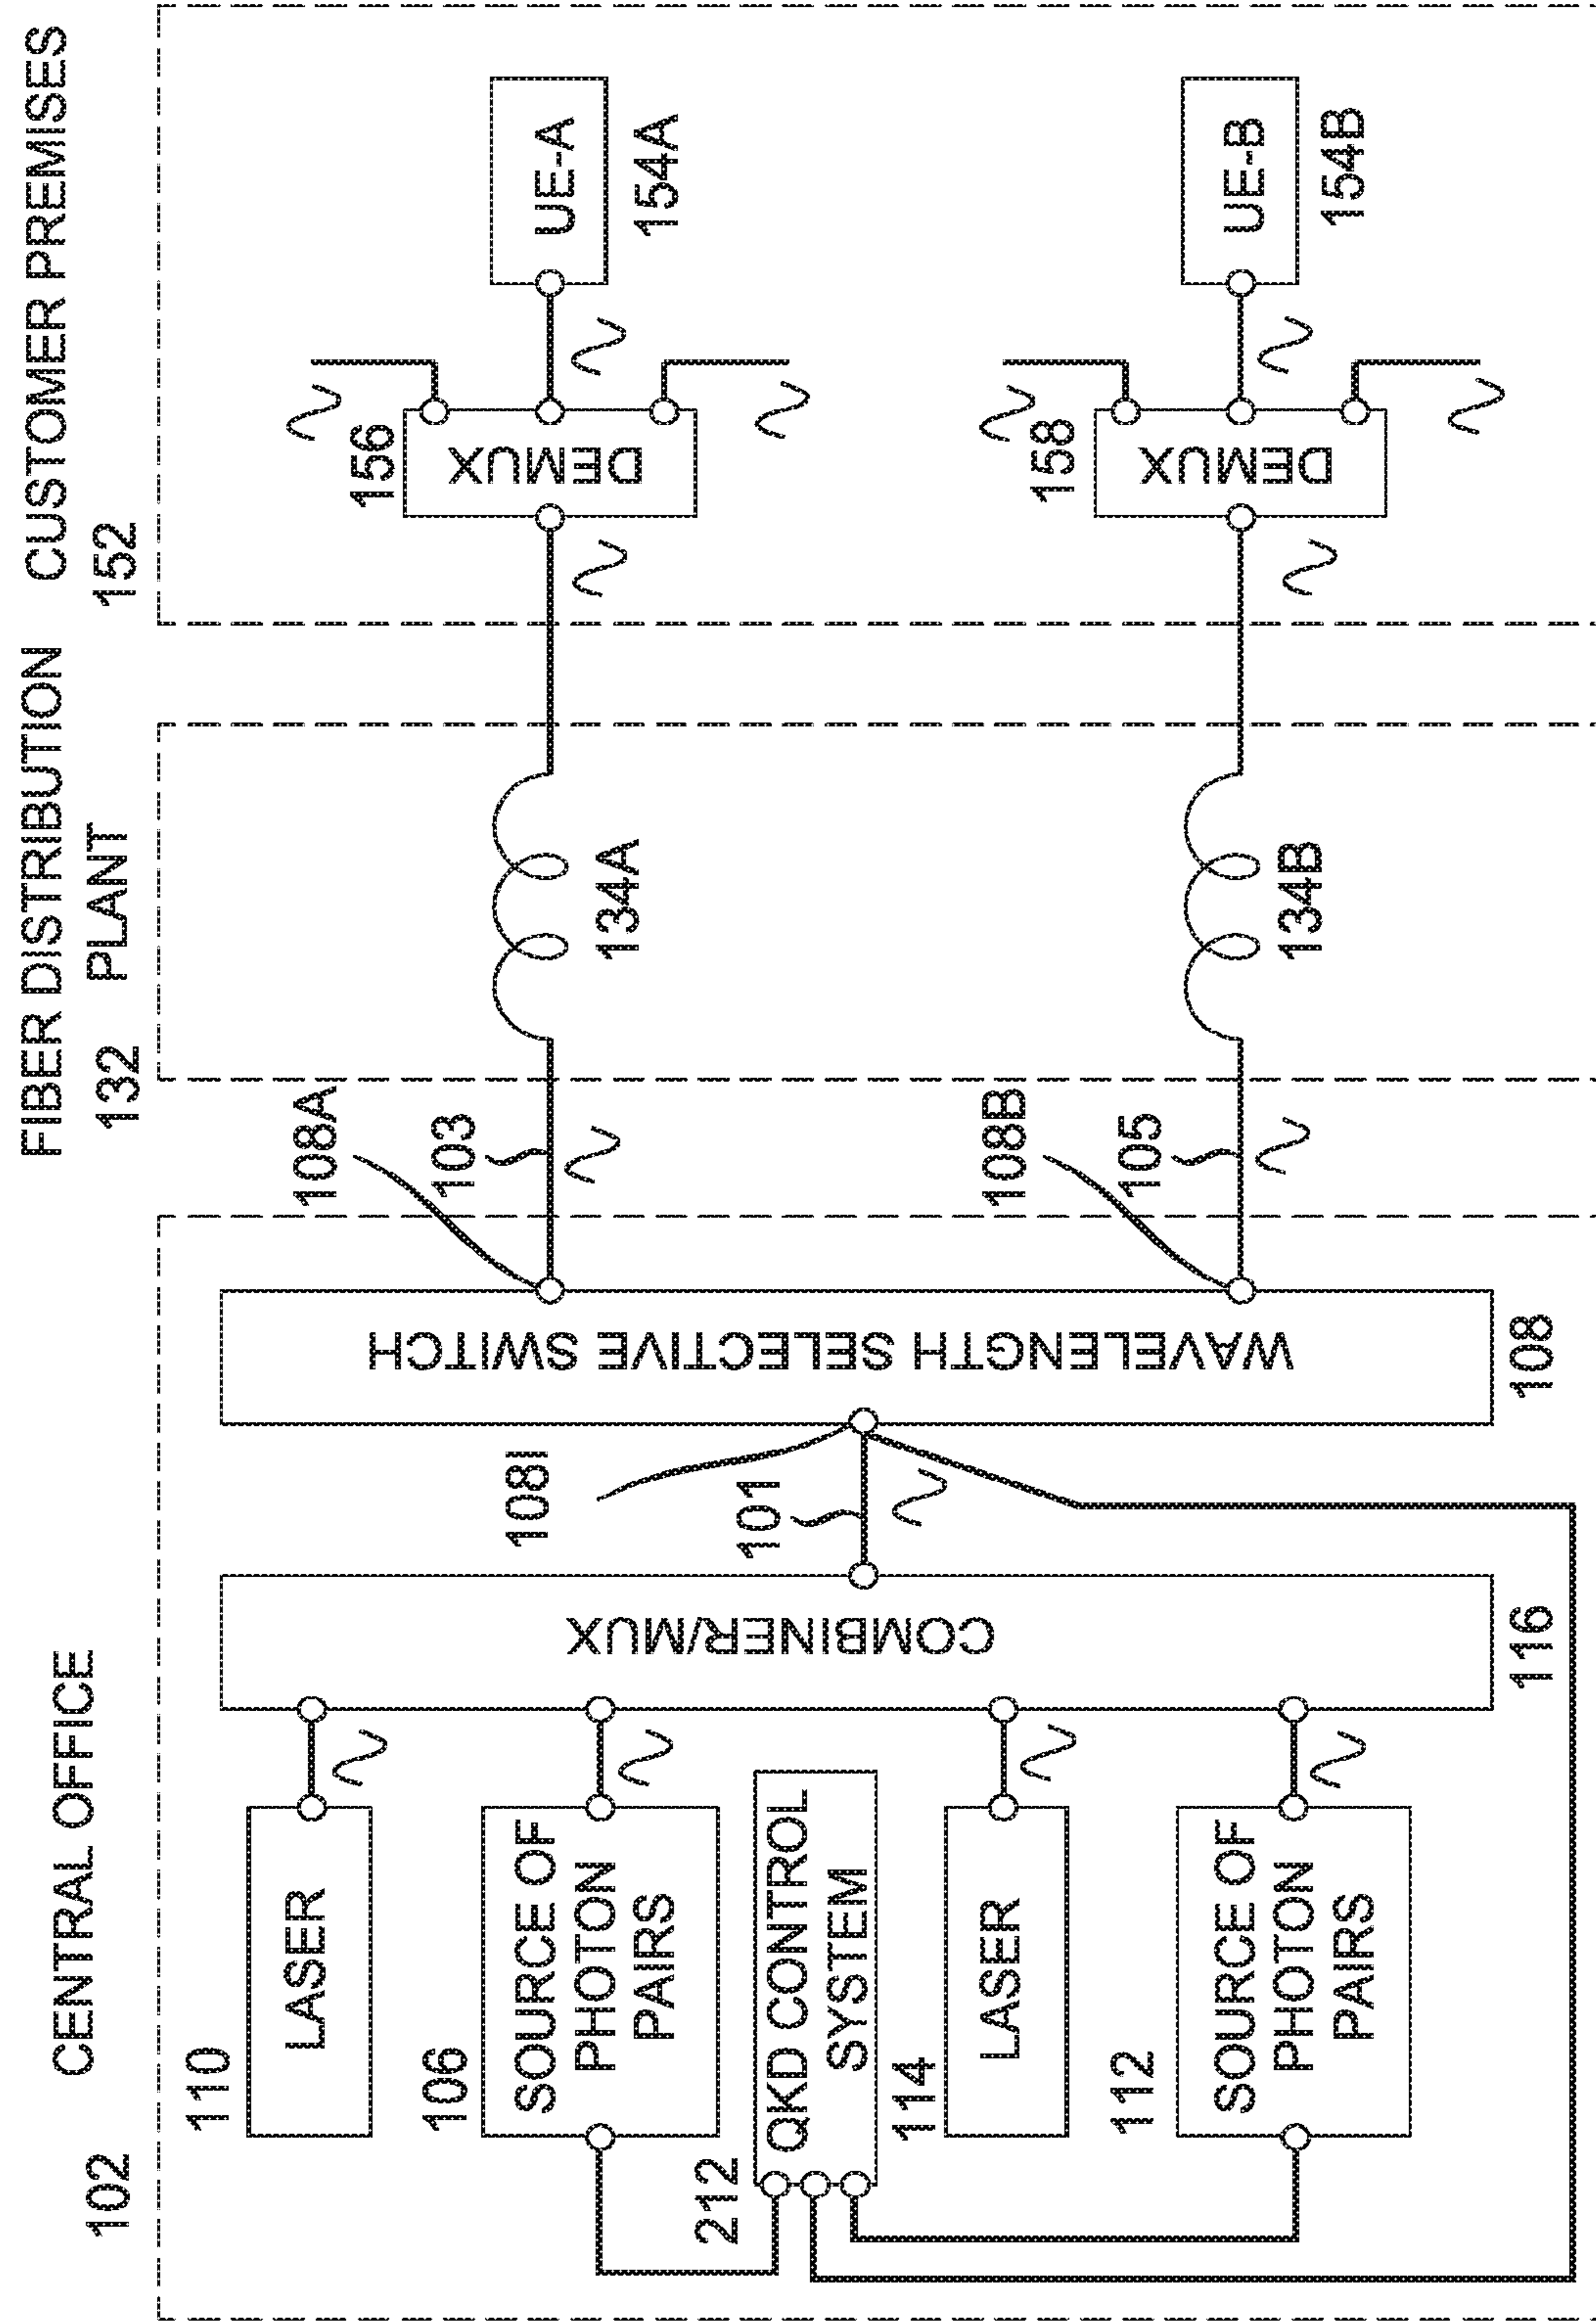 CENTRAL OFFICE
102
FIBER DISTRIBUTION
PLANT
132
CUSTOMER PREMISES
152
110
LASER
106
SOURCE OF
PHOTON
PAIRS
212
QKD CONTROL
SYSTEM
114
LASER
112
SOURCE OF
PHOTON
PAIRS
COMBINER/MUX
116
108I
101
WAVELENGTH SELECTIVE SWITCH
108
108A
103
108B
105
134A
134B
156
DEMUX
UE-A
154A
158
DEMUX
UE-B
154B